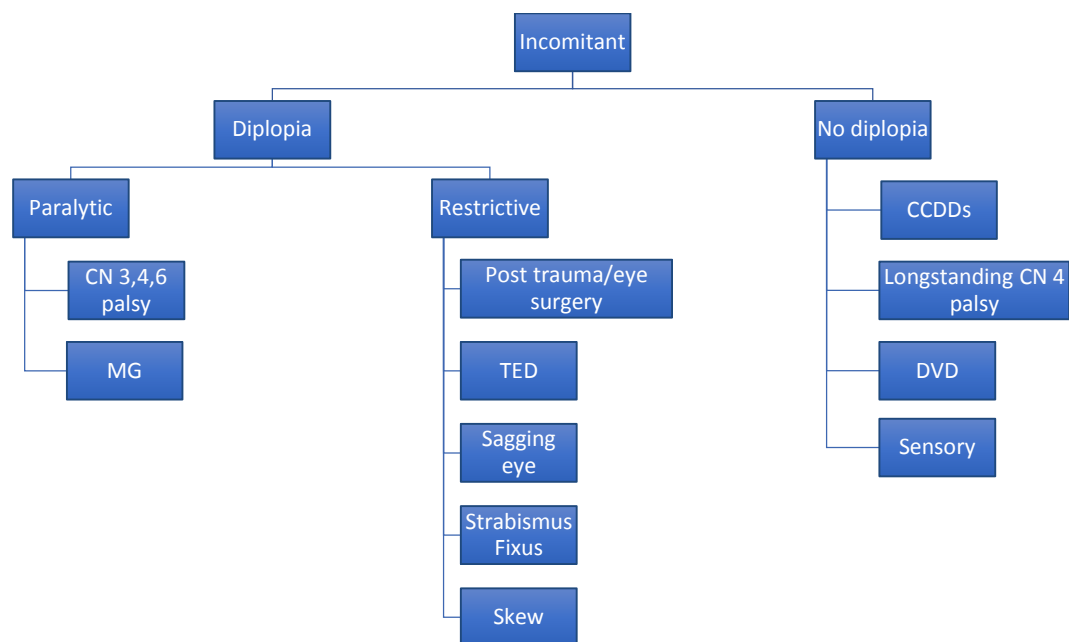 Incomitant
Diplopia
No diplopia
Paralytic
Restrictive
CCDDs
CN 3,4,6
palsy
Post trauma/eye
surgery
Longstanding CN 4
palsy
MG
TED
DVD
Sagging
eye
Sensory
Strabismus
Fixus
Skew